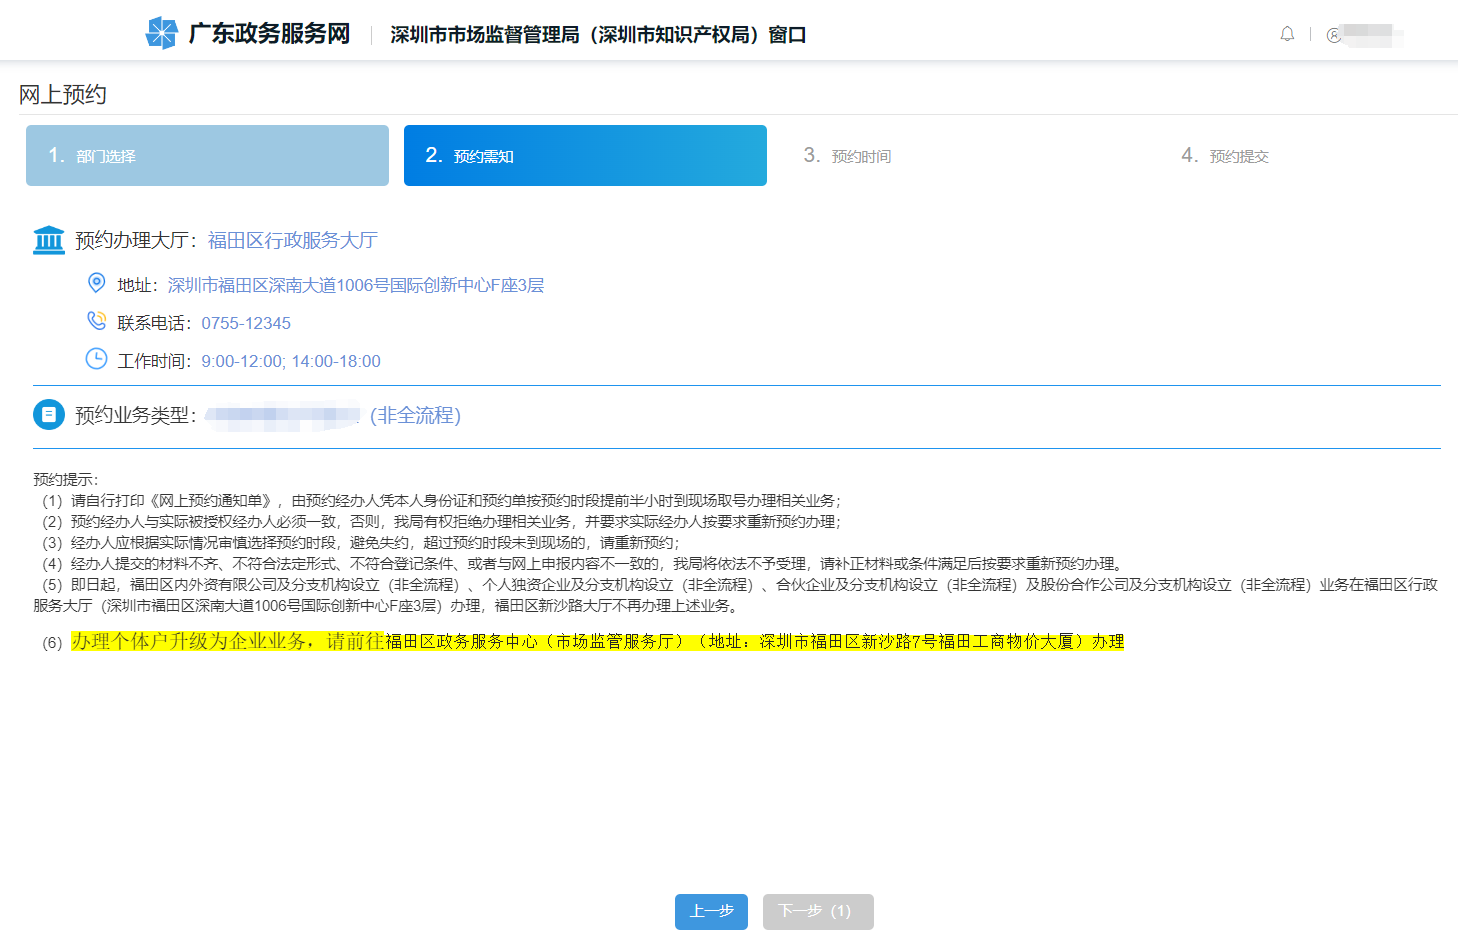 广东政务服务网 深圳市市场监督管理局（深圳市知识产权局）窗口
网上预约
1. 部门选择 2. 预约需知 3. 预约时间 4. 预约提交
预约办理大厅：福田区行政服务大厅
地址：深圳市福田区深南大道1006号国际创新中心F座3层
联系电话：0755-12345
工作时间：9:00-12:00; 14:00-18:00
预约业务类型： (非全流程)
预约提示：
（1）请自行打印《网上预约通知单》，由预约经办人凭本人身份证和预约单按预约时段提前半小时到现场取号办理相关业务；
（2）预约经办人与实际被授权经办人必须一致，否则，我局有权拒绝办理相关业务，并要求实际经办人按要求重新预约办理；
（3）经办人应根据实际情况审慎选择预约时段，避免失约，超过预约时段未到现场的，请重新预约；
（4）经办人提交的材料不齐、不符合法定形式、不符合登记条件、或者与网上申报内容不一致的，我局将依法不予受理，请补正材料或条件满足后按要求重新预约办理。
（5）即日起，福田区内外资有限公司及分支机构设立（非全流程）、个人独资企业及分支机构设立（非全流程）、合伙企业及分支机构设立（非全流程）及股份合作公司及分支机构设立（非全流程）业务在福田区行政
服务大厅（深圳市福田区深南大道1006号国际创新中心F座3层）办理，福田区新沙路大厅不再办理上述业务。
（6）办理个体户升级为企业业务，请前往福田区政务服务中心（市场监管服务厅）（地址：深圳市福田区新沙路7号福田工商物价大厦）办理
上一步 下一步（1）